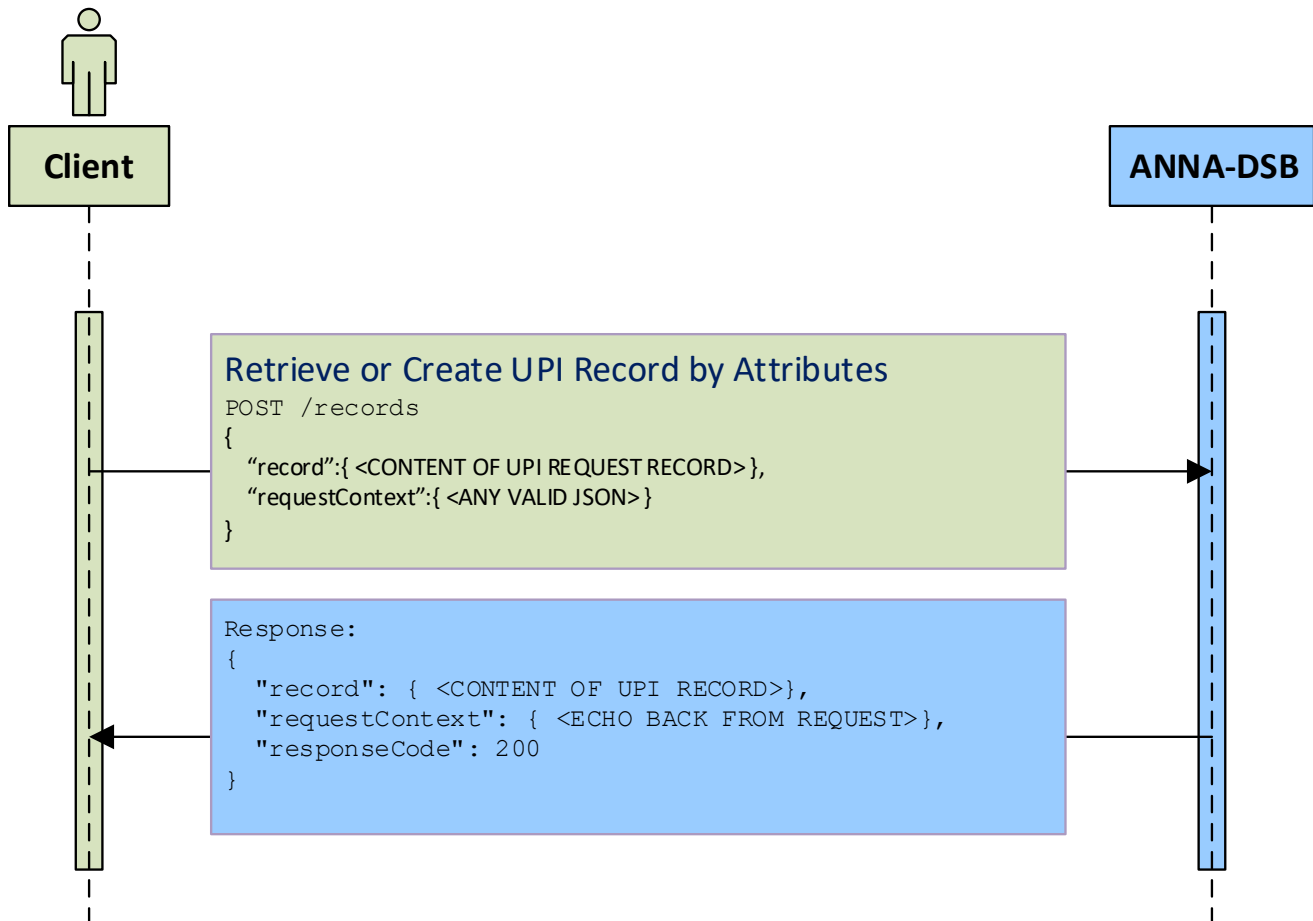 Client
ANNA-DSB
Retrieve or Create UPI Record by Attributes
POST /records
{
“record”:{ <CONTENT OF UPI REQUEST RECORD> },
“requestContext”:{ <ANY VALID JSON> }
}
Response:
{
"record": { <CONTENT OF UPI RECORD>},
"requestContext": { <ECHO BACK FROM REQUEST>},
"responseCode": 200
}